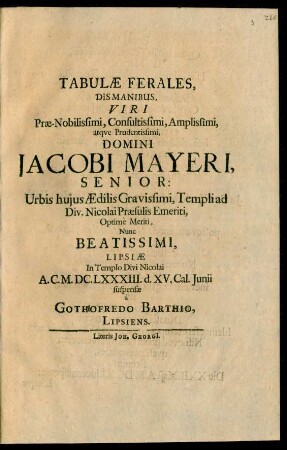 TABULÆ FERALES,
DIS MANIBUS,
VIRI
Præ-Nobilissimi, Consultissimi, Amplissimi,
atqve Prudentissimi,
DOMINI
JACOBI MAYERI,
SENIOR:
Urbis hujus Ædilis Gravissimi, Templi ad
Div. Nicolai Præsulis Emeriti,
Optime Meriti,
Nunc
BEATISSIMI,
LIPSIÆ
In Templo Divi Nicolai
A.C.M.DC.LXXXIII. d. XV. Cal. Junii
suspensæ
à
GOTHOFREDO BARTHIO,
LIPSIENS.
Literis JOH. GEORGI.